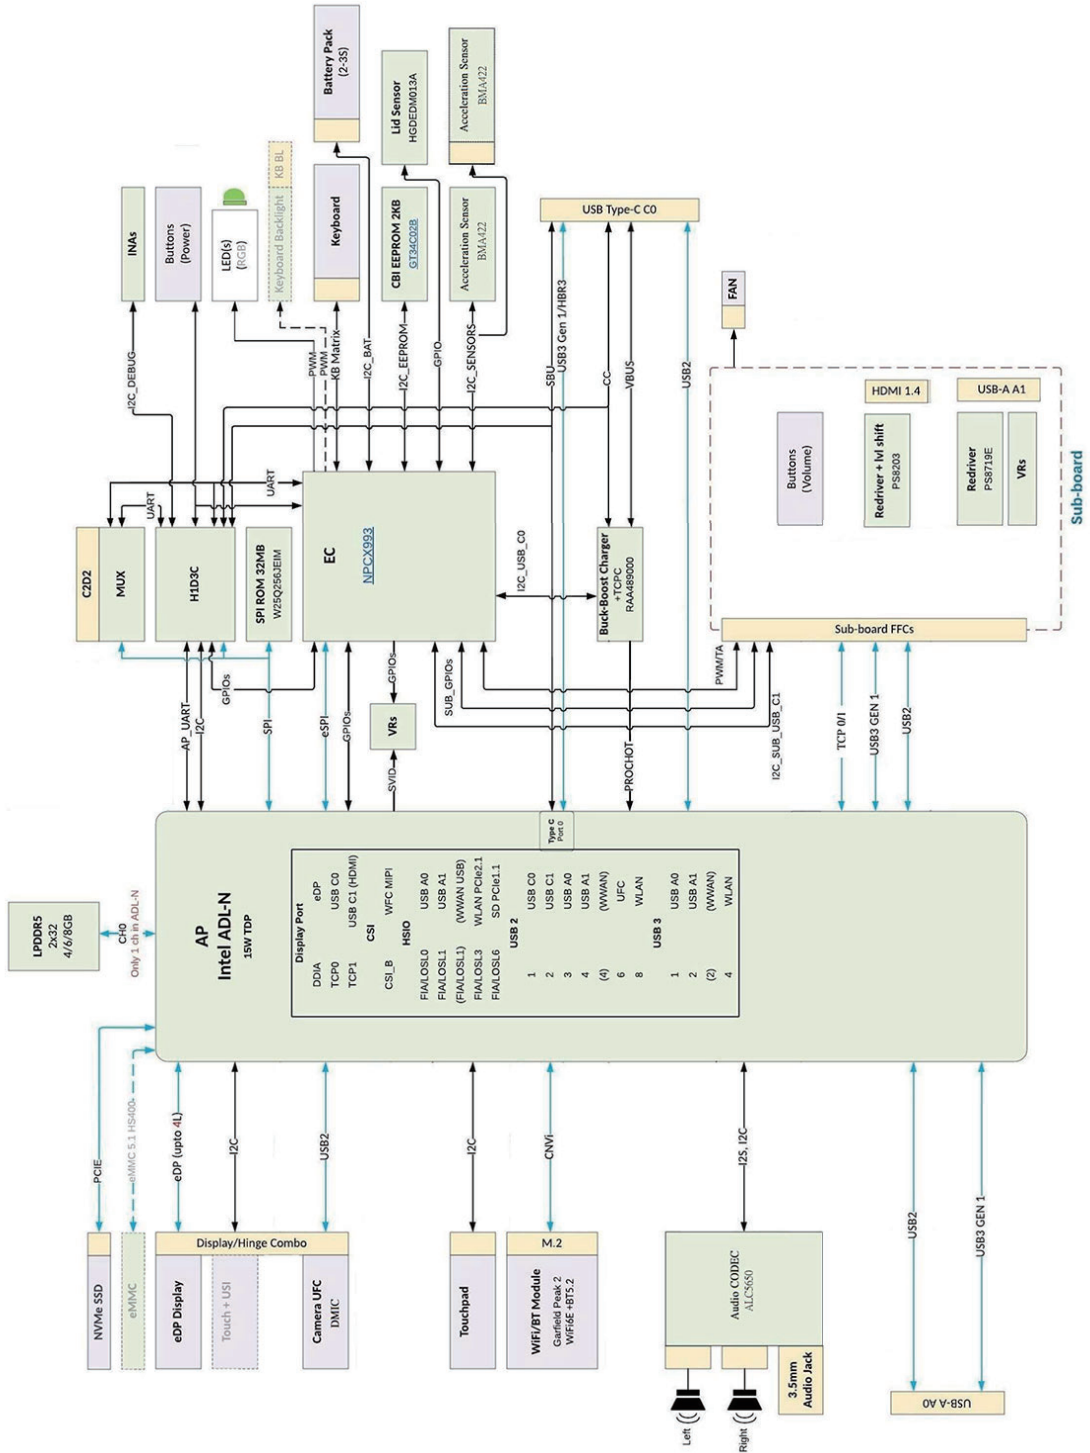 Battery Pack
(2-3S)
Lid Sensor
HGDEDM013A
Acceleration Sensor
BMA422
INAs
Buttons
(Power)
LED(s)
(RGB)
Keyboard Backlight
KB BL
Keyboard
CBI EEPROM 2KB
GT34C02B
Acceleration Sensor
BMA422
USB Type-C C0
I2C_DEBUG
PWM
PWM
KB Matrix
I2C_BAT
I2C_EEPROM
GPIO
I2C_SENSORS
SBU
USB3 Gen 1/HBR3
CC
VBUS
USB2
FAN
HDMI 1.4
USB-A A1
Buttons
(Volume)
Redriver + lvl shift
PS8203
Redriver
PS8719E
VRs
Sub-board
UART
UART
C2D2
MUX
H1D3C
SPI ROM 32MB
W25Q256JEIM
EC
NPCX993
I2C_USB_C0
Buck-Boost Charger
+TCPC
RAA489000
Sub-board FFCs
AP_UART
I2C
GPIOs
SPI
eSPI
GPIOs
GPIOs
VRs
SVID
SUB_GPIOs
PROCHOT
PWM/TA
I2C_SUB_USB_C1
TCP 0/1
USB3 GEN 1
USB2
LPDDR5
2x32
4/6/8GB
CH0
Only 1 ch in ADL-N
AP
Intel ADL-N
15W TDP
Type C
Port 0
Display Port
DDIA eDP
TCP0 USB C0
TCP1 USB C1 (HDMI)
CSI
CSI_B WFC MIPI
HSIO
FIA/LOSL0 USB A0
FIA/LOSL1 USB A1
(FIA/LOSL1) (WWAN USB)
FIA/LOSL3 WLAN PCIe2.1
FIA/LOSL6 SD PCIe1.1
USB 2
1 USB C0
2 USB C1
3 USB A0
4 USB A1
(4) (WWAN)
6 UFC
8 WLAN
USB 3
1 USB A0
2 USB A1
(2) (WWAN)
4 WLAN
PCIE
eMMC 5.1 HS400
eDP (upto 4L)
I2C
USB2
I2C
CNVi
I2S, I2C
USB2
USB3 GEN 1
NVMe SSD
eMMC
Display/Hinge Combo
eDP Display
Touch + USI
Camera UFC
DMIC
Touchpad
M.2
WiFi/BT Module
Garfield Peak 2
WiFi6E +BT5.2
Audio CODEC
ALC5650
3.5mm
Audio Jack
Left
Right
USB-A A0